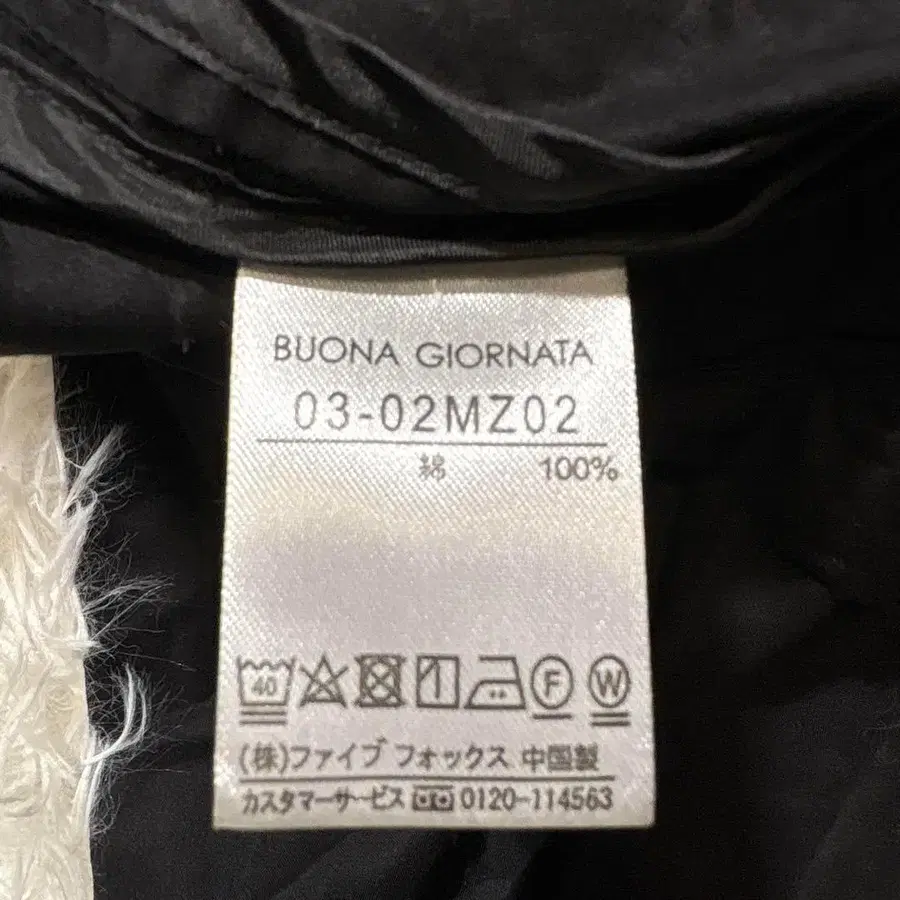 BUONA GIORNATA
03-02MZ02
綿 100%
40 F W
(株)ファイブ フォックス 中国製
カスタマーサービス 0120-114563